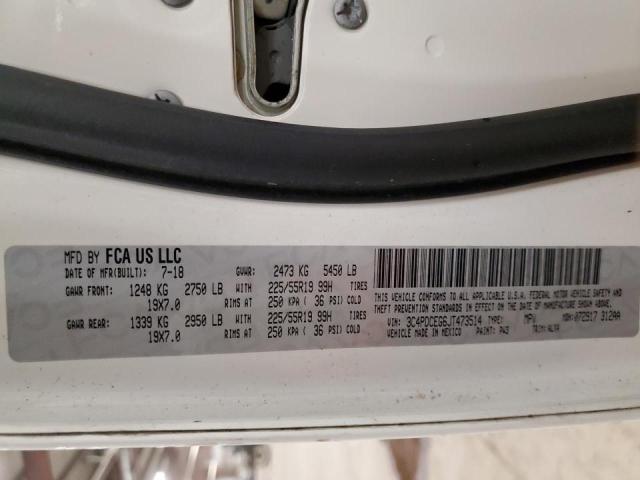 MFD BY FCA US LLC
DATE OF MFR(BUILT): 7-18 GVWR: 2473 KG 5450 LB
GAWR FRONT: 1248 KG 2750 LB WITH 225/55R19 99H TIRES
19X7.0 RIMS AT 250 KPA ( 36 PSI) COLD
GAWR REAR: 1339 KG 2950 LB WITH 225/55R19 99H TIRES
19X7.0 RIMS AT 250 KPA ( 36 PSI) COLD
THIS VEHICLE CONFORMS TO ALL APPLICABLE U.S.A. FEDERAL MOTOR VEHICLE SAFETY AND
THEFT PREVENTION STANDARDS IN EFFECT ON THE DATE OF MANUFACTURE SHOWN ABOVE.
VIN: 3C4PDCEG6JT473514 TYPE: MPV MDH: 072917 312AA
VEHICLE MADE IN MEXICO PAINT: PW3 TRIM: